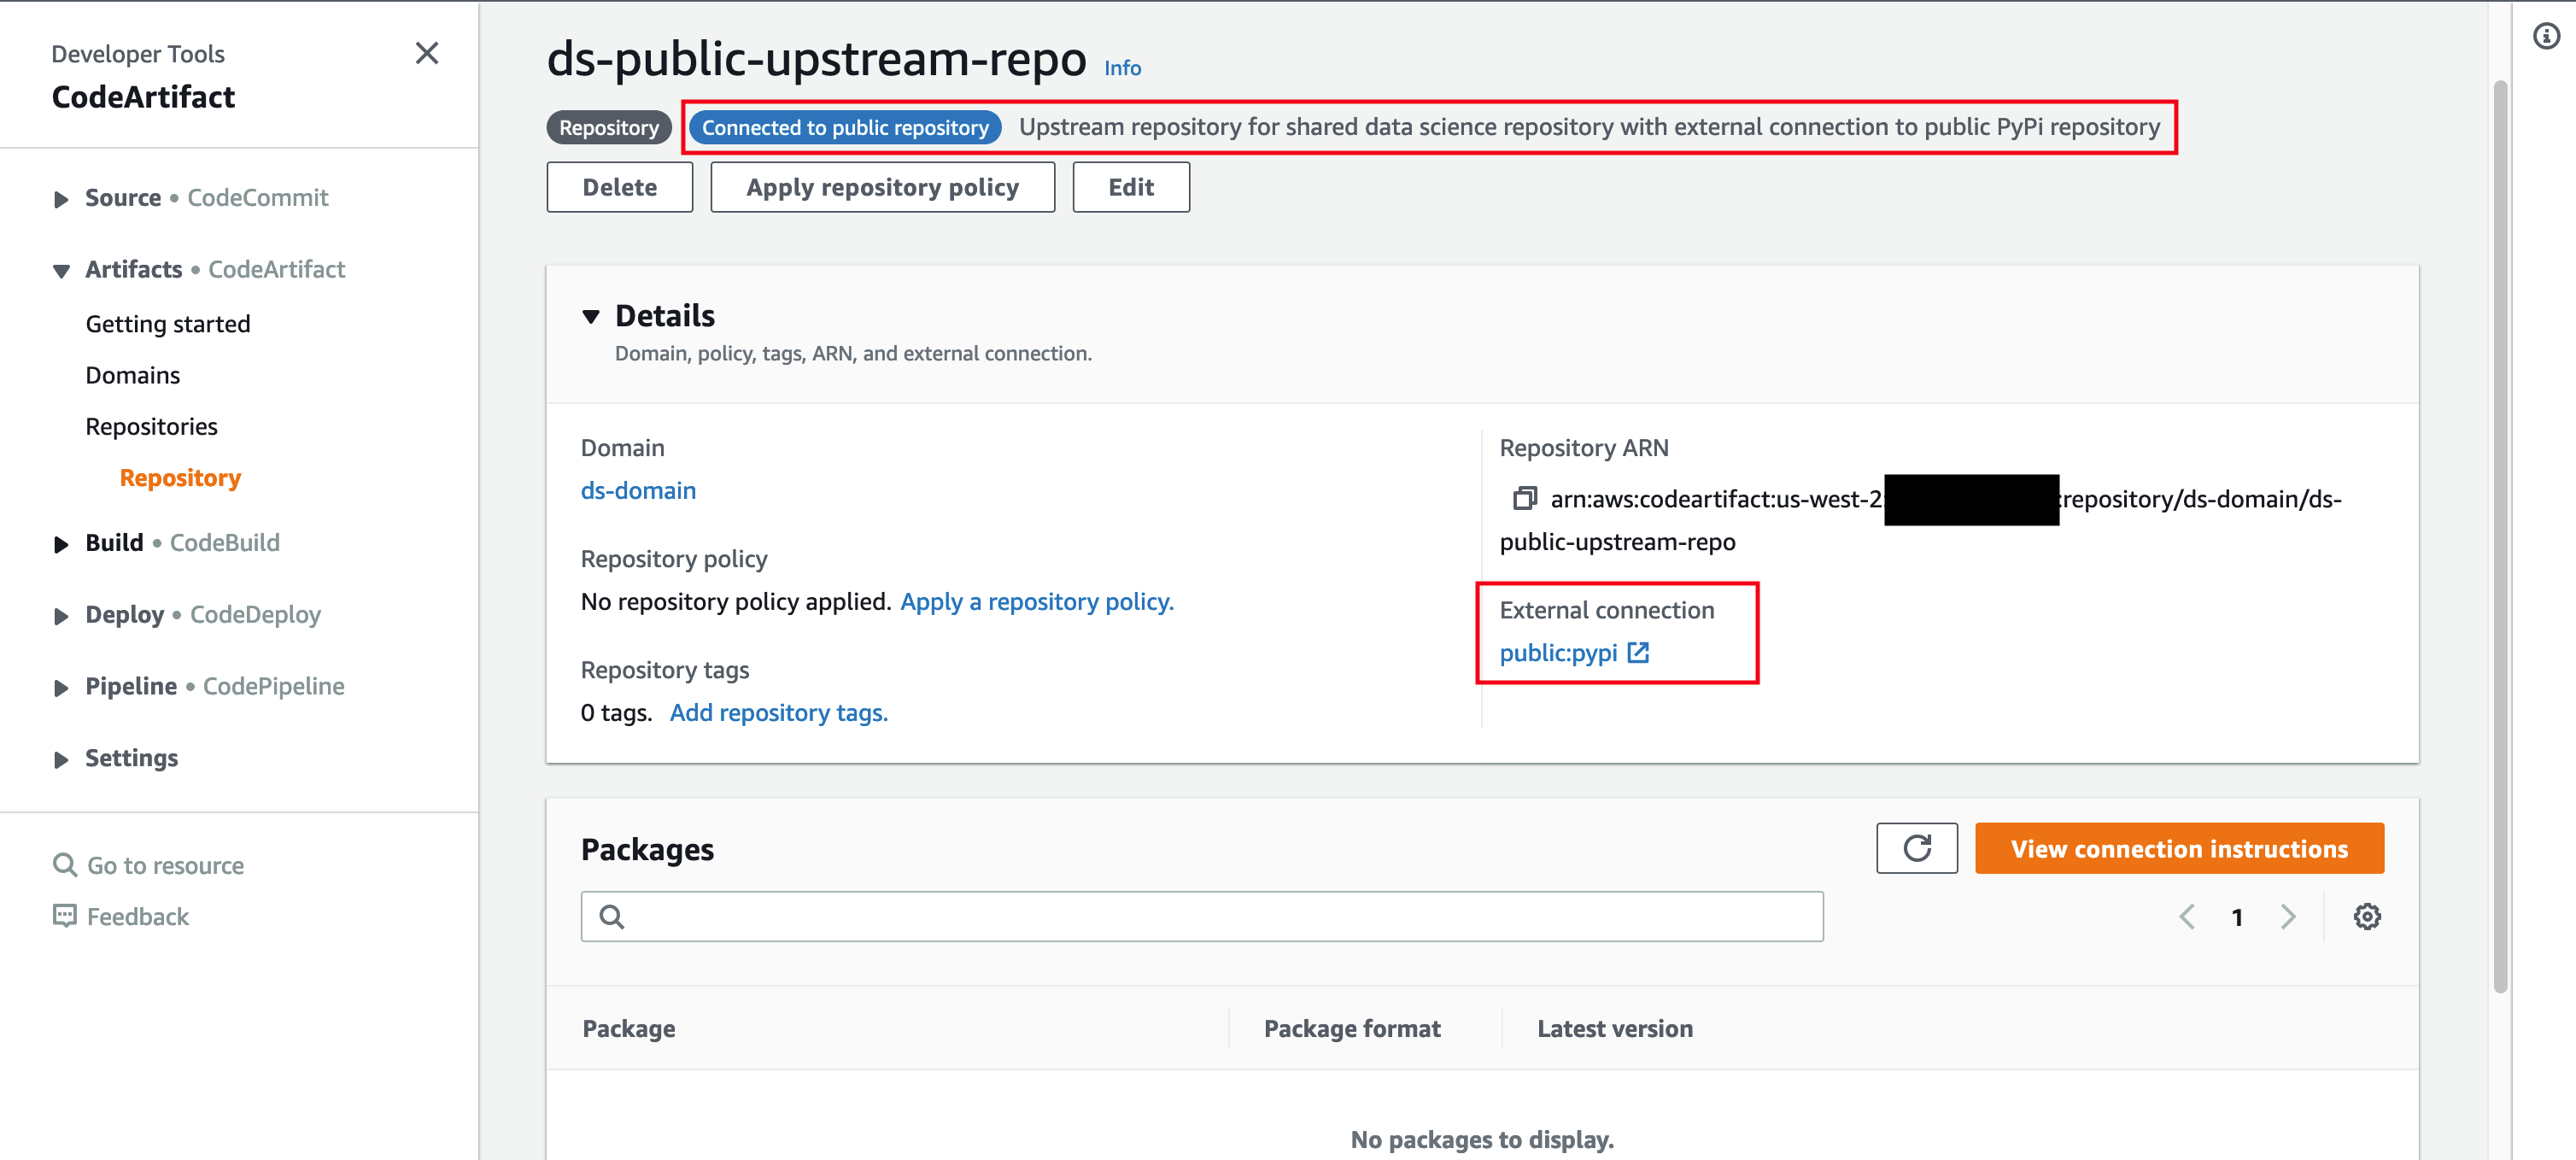 Developer Tools
CodeArtifact
Source • CodeCommit
Artifacts • CodeArtifact
Getting started
Domains
Repositories
Repository
Build • CodeBuild
Deploy • CodeDeploy
Pipeline • CodePipeline
Settings
Go to resource
Feedback
ds-public-upstream-repo Info
Repository Connected to public repository Upstream repository for shared data science repository with external connection to public PyPi repository
Delete Apply repository policy Edit
Details
Domain, policy, tags, ARN, and external connection.
Domain
ds-domain
Repository policy
No repository policy applied. Apply a repository policy.
Repository tags
0 tags. Add repository tags.
Repository ARN
arn:aws:codeartifact:us-west-2: :repository/ds-domain/ds-
public-upstream-repo
External connection
public:pypi
Packages
View connection instructions
1
Package Package format Latest version
No packages to display.